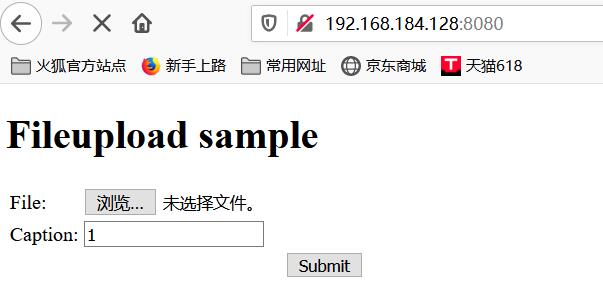 192.168.184.128:8080
火狐官方站点 新手上路 常用网址 京东商城 T 天猫618
Fileupload sample
File: 浏览... 未选择文件。
Caption: 1
Submit